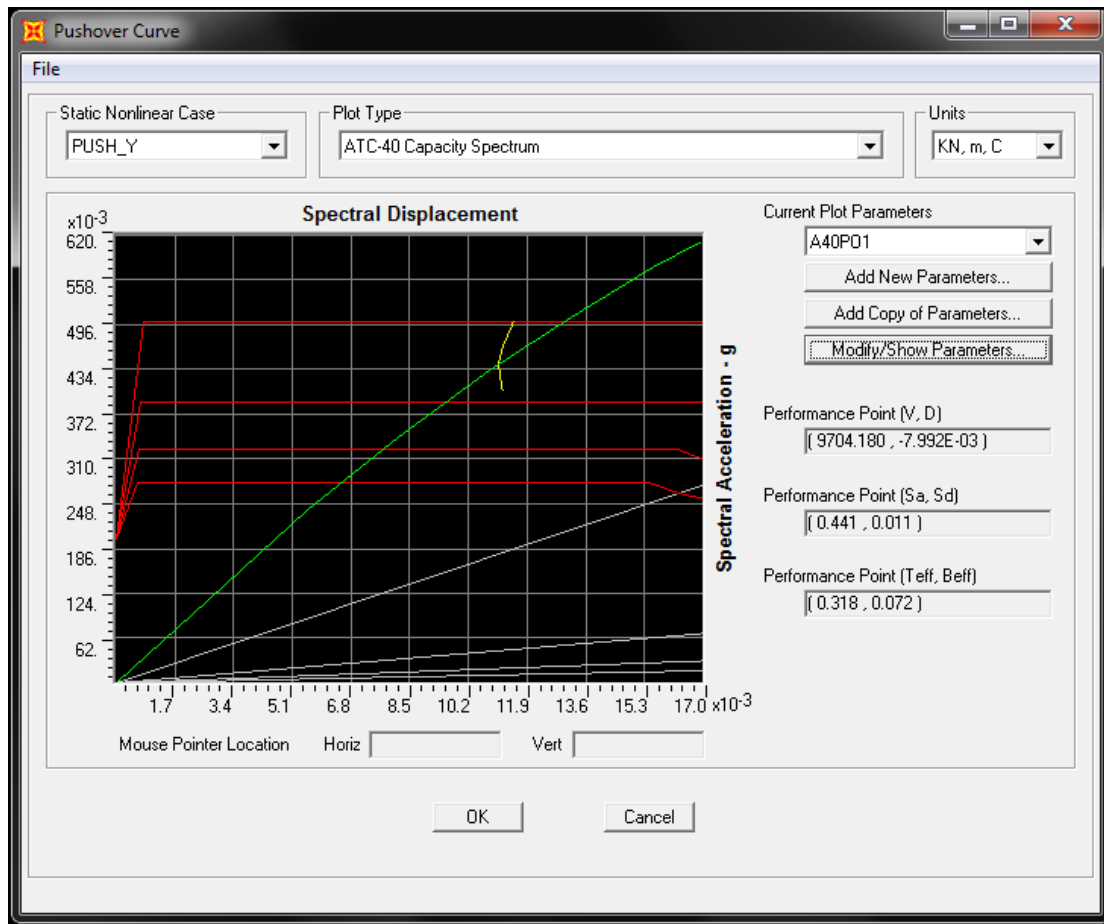 Pushover Curve
File
Static Nonlinear Case
PUSH_Y
Plot Type
ATC-40 Capacity Spectrum
Units
KN, m, C
Spectral Displacement
x10-3
620.
558.
496.
434.
372.
310.
248.
186.
124.
62.
1.7 3.4 5.1 6.8 8.5 10.2 11.9 13.6 15.3 17.0 x10-3
Spectral Acceleration - g
Mouse Pointer Location Horiz Vert
Current Plot Parameters
A40PO1
Add New Parameters...
Add Copy of Parameters...
Modify/Show Parameters...
Performance Point (V, D)
( 9704.180 , -7.992E-03 )
Performance Point (Sa, Sd)
( 0.441 , 0.011 )
Performance Point (Teff, Beff)
( 0.318 , 0.072 )
OK Cancel